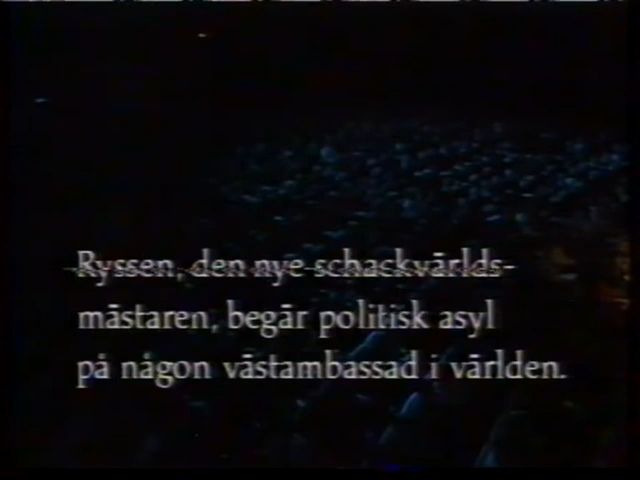 Ryssen, den nye schackvärlds-
mästaren, begär politisk asyl
på någon västambassad i världen.